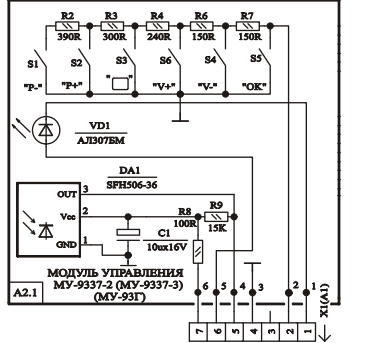 R2 R3 R4 R6 R7
390R 300R 240R 150R 150R
S1 S2 S3 S6 S4 S5
"P-" "P+" " " "V+" "V-" "OK"
VD1
АЛ307БМ
DA1
SFH506-36
OUT 3
Vcc 2
GND 1
C1
10ux16V
R8
100R
R9
15K
МОДУЛЬ УПРАВЛЕНИЯ
МУ-9337-2 (МУ-9337-3)
(МУ-93Г)
A2.1
6 5 4 3 2 1
7 6 5 4 3 2 1
X1(A1)